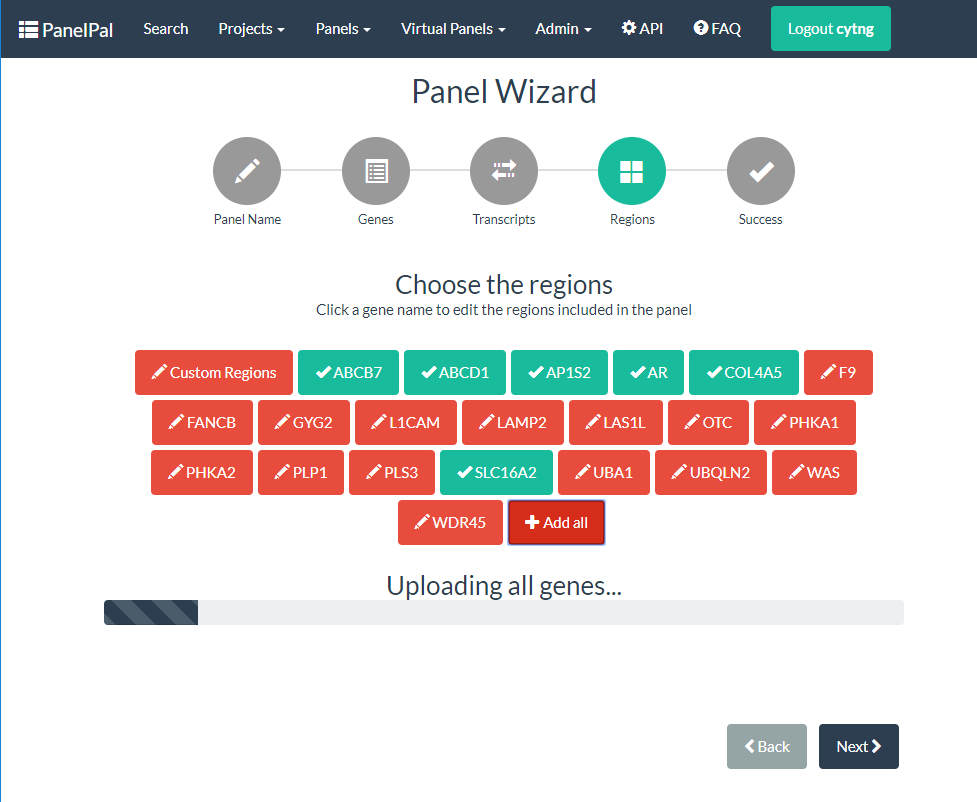 PanelPal Search Projects Panels Virtual Panels Admin API FAQ Logout cytng
Panel Wizard
Panel Name Genes Transcripts Regions Success
Choose the regions
Click a gene name to edit the regions included in the panel
Custom Regions ABCB7 ABCD1 AP1S2 AR COL4A5 F9
FANCB GYG2 L1CAM LAMP2 LAS1L OTC PHKA1
PHKA2 PLP1 PLS3 SLC16A2 UBA1 UBQLN2 WAS
WDR45 Add all
Uploading all genes...
Back Next